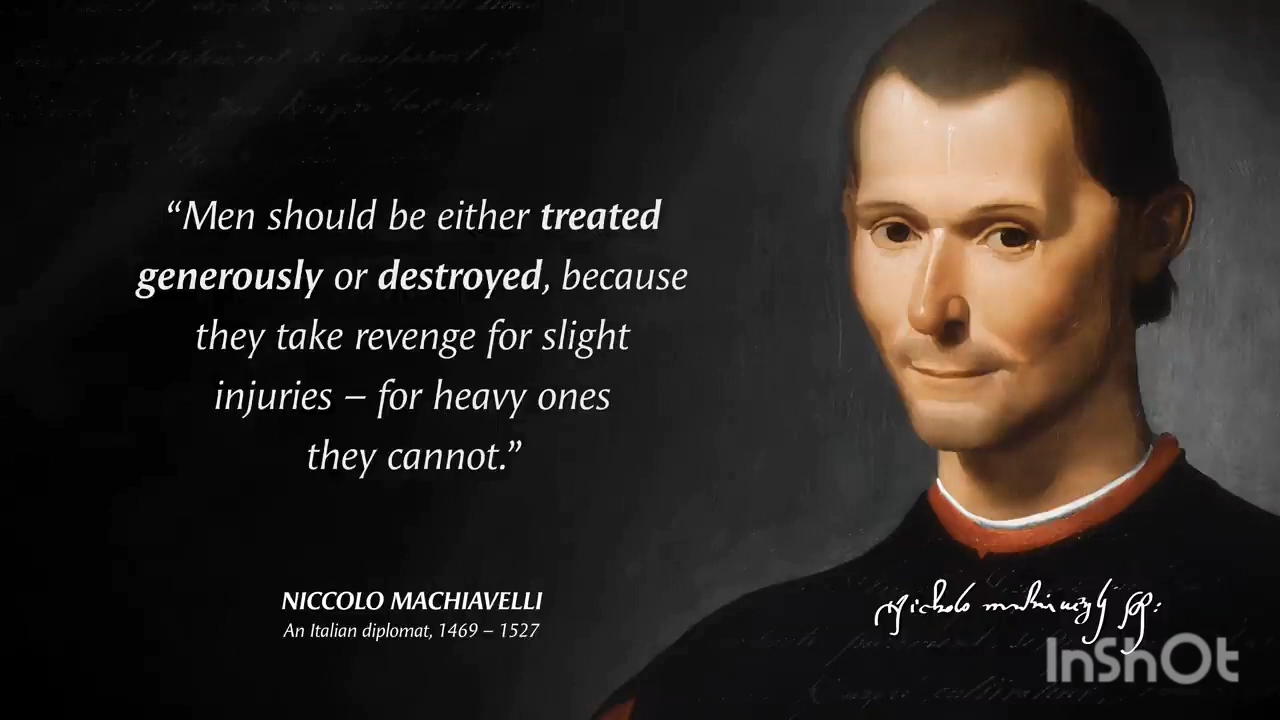 “Men should be either treated
generously or destroyed, because
they take revenge for slight
injuries – for heavy ones
they cannot.”
NICCOLO MACHIAVELLI
An Italian diplomat, 1469 – 1527
InShOt